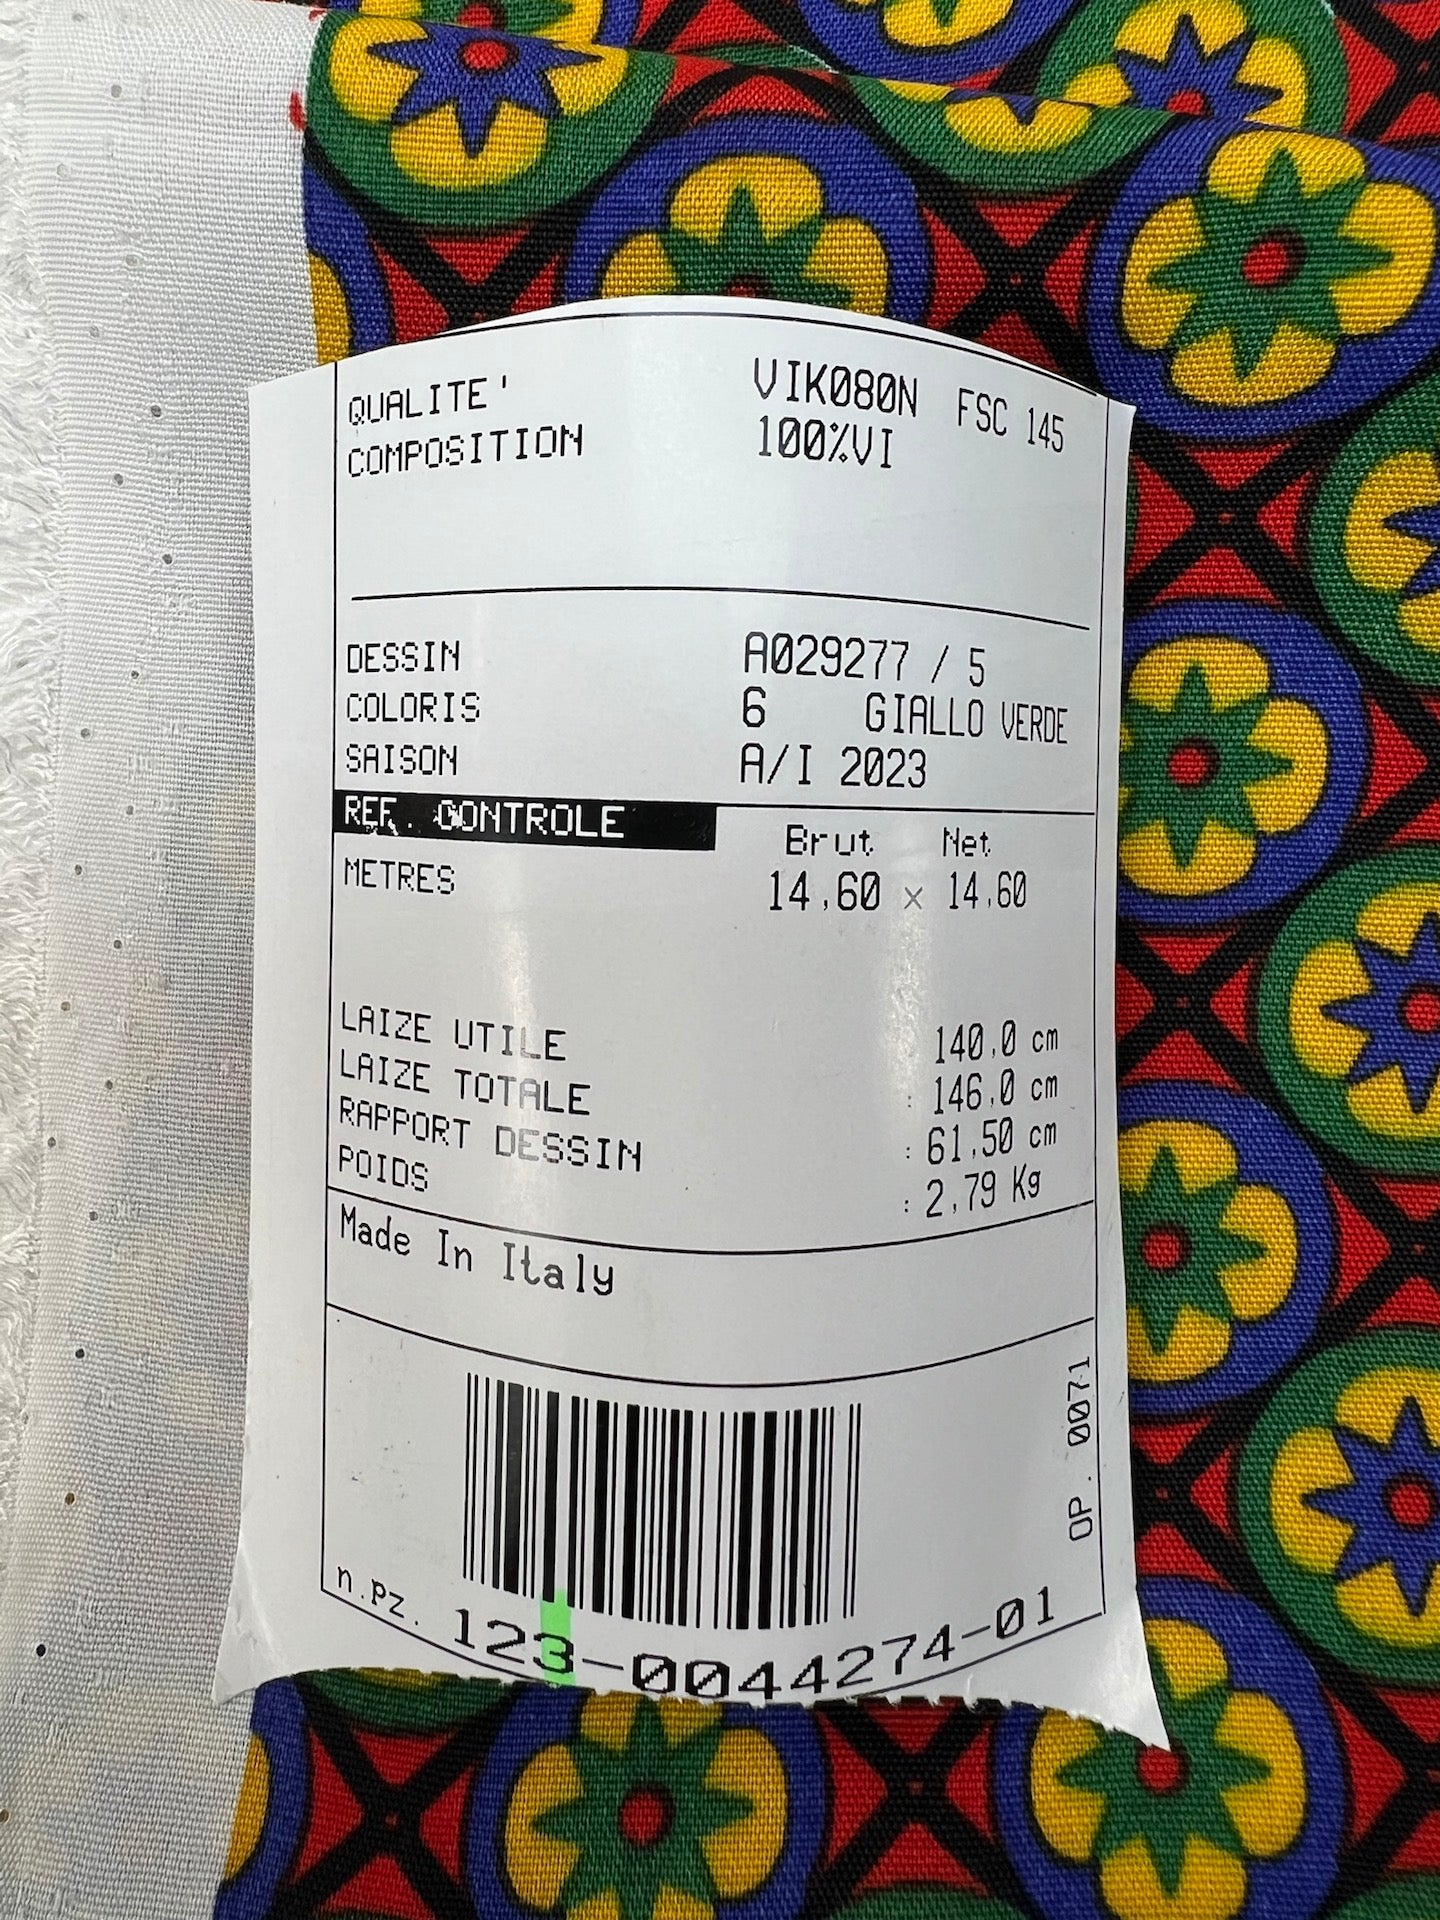 QUALITE' VIK080N FSC 145
COMPOSITION 100%VI
DESSIN A029277 / 5
COLORIS 6 GIALLO VERDE
SAISON A/I 2023
REF. CONTROLE Brut Net
METRES 14,60 x 14,60
LAIZE UTILE 140,0 cm
LAIZE TOTALE : 146,0 cm
RAPPORT DESSIN : 61,50 cm
POIDS : 2,79 Kg
Made In Italy
OP. 0071
n.Pz. 123-0044274-01